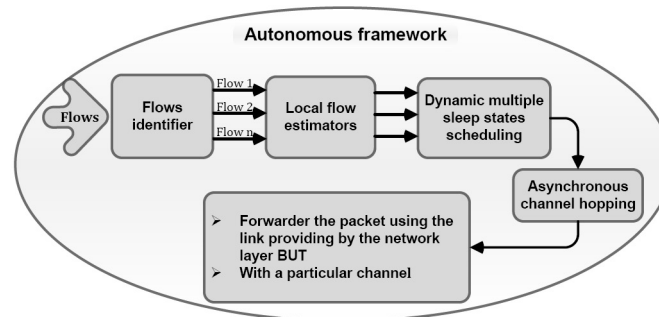 Autonomous framework
Flows
Flows
identifier
Flow 1
Flow 2
Flow n
Local flow
estimators
Dynamic multiple
sleep states
scheduling
Asynchronous
channel hopping
➢ Forwarder the packet using the
link providing by the network
layer BUT
➢ With a particular channel